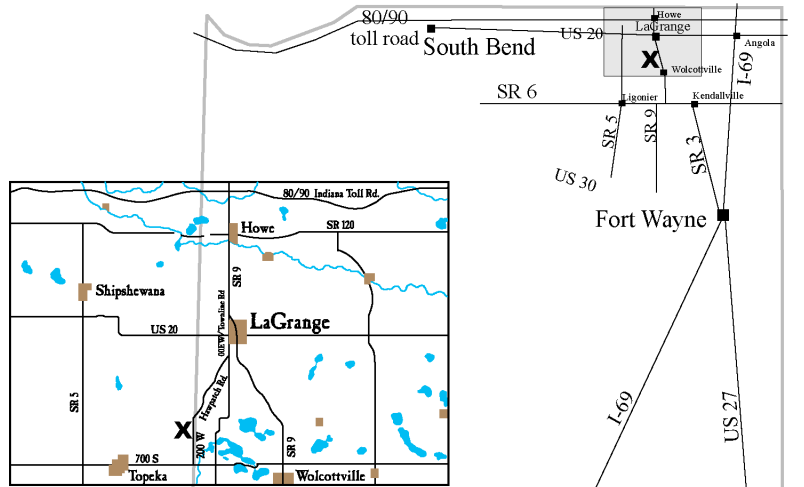 80/90
toll road
South Bend
US 20
Howe
LaGrange
Angola
X
Wolcottville
I-69
SR 6
Ligonier
Kendallville
SR 5
SR 9
SR 3
US 30
Fort Wayne
I-69
US 27
80/90 Indiana Toll Rd.
Howe
SR 120
SR 9
Shipshewana
00EW/Townline Rd
LaGrange
US 20
Hawpatch Rd.
SR 5
X
200 W
SR 9
700 S
Topeka
Wolcottville